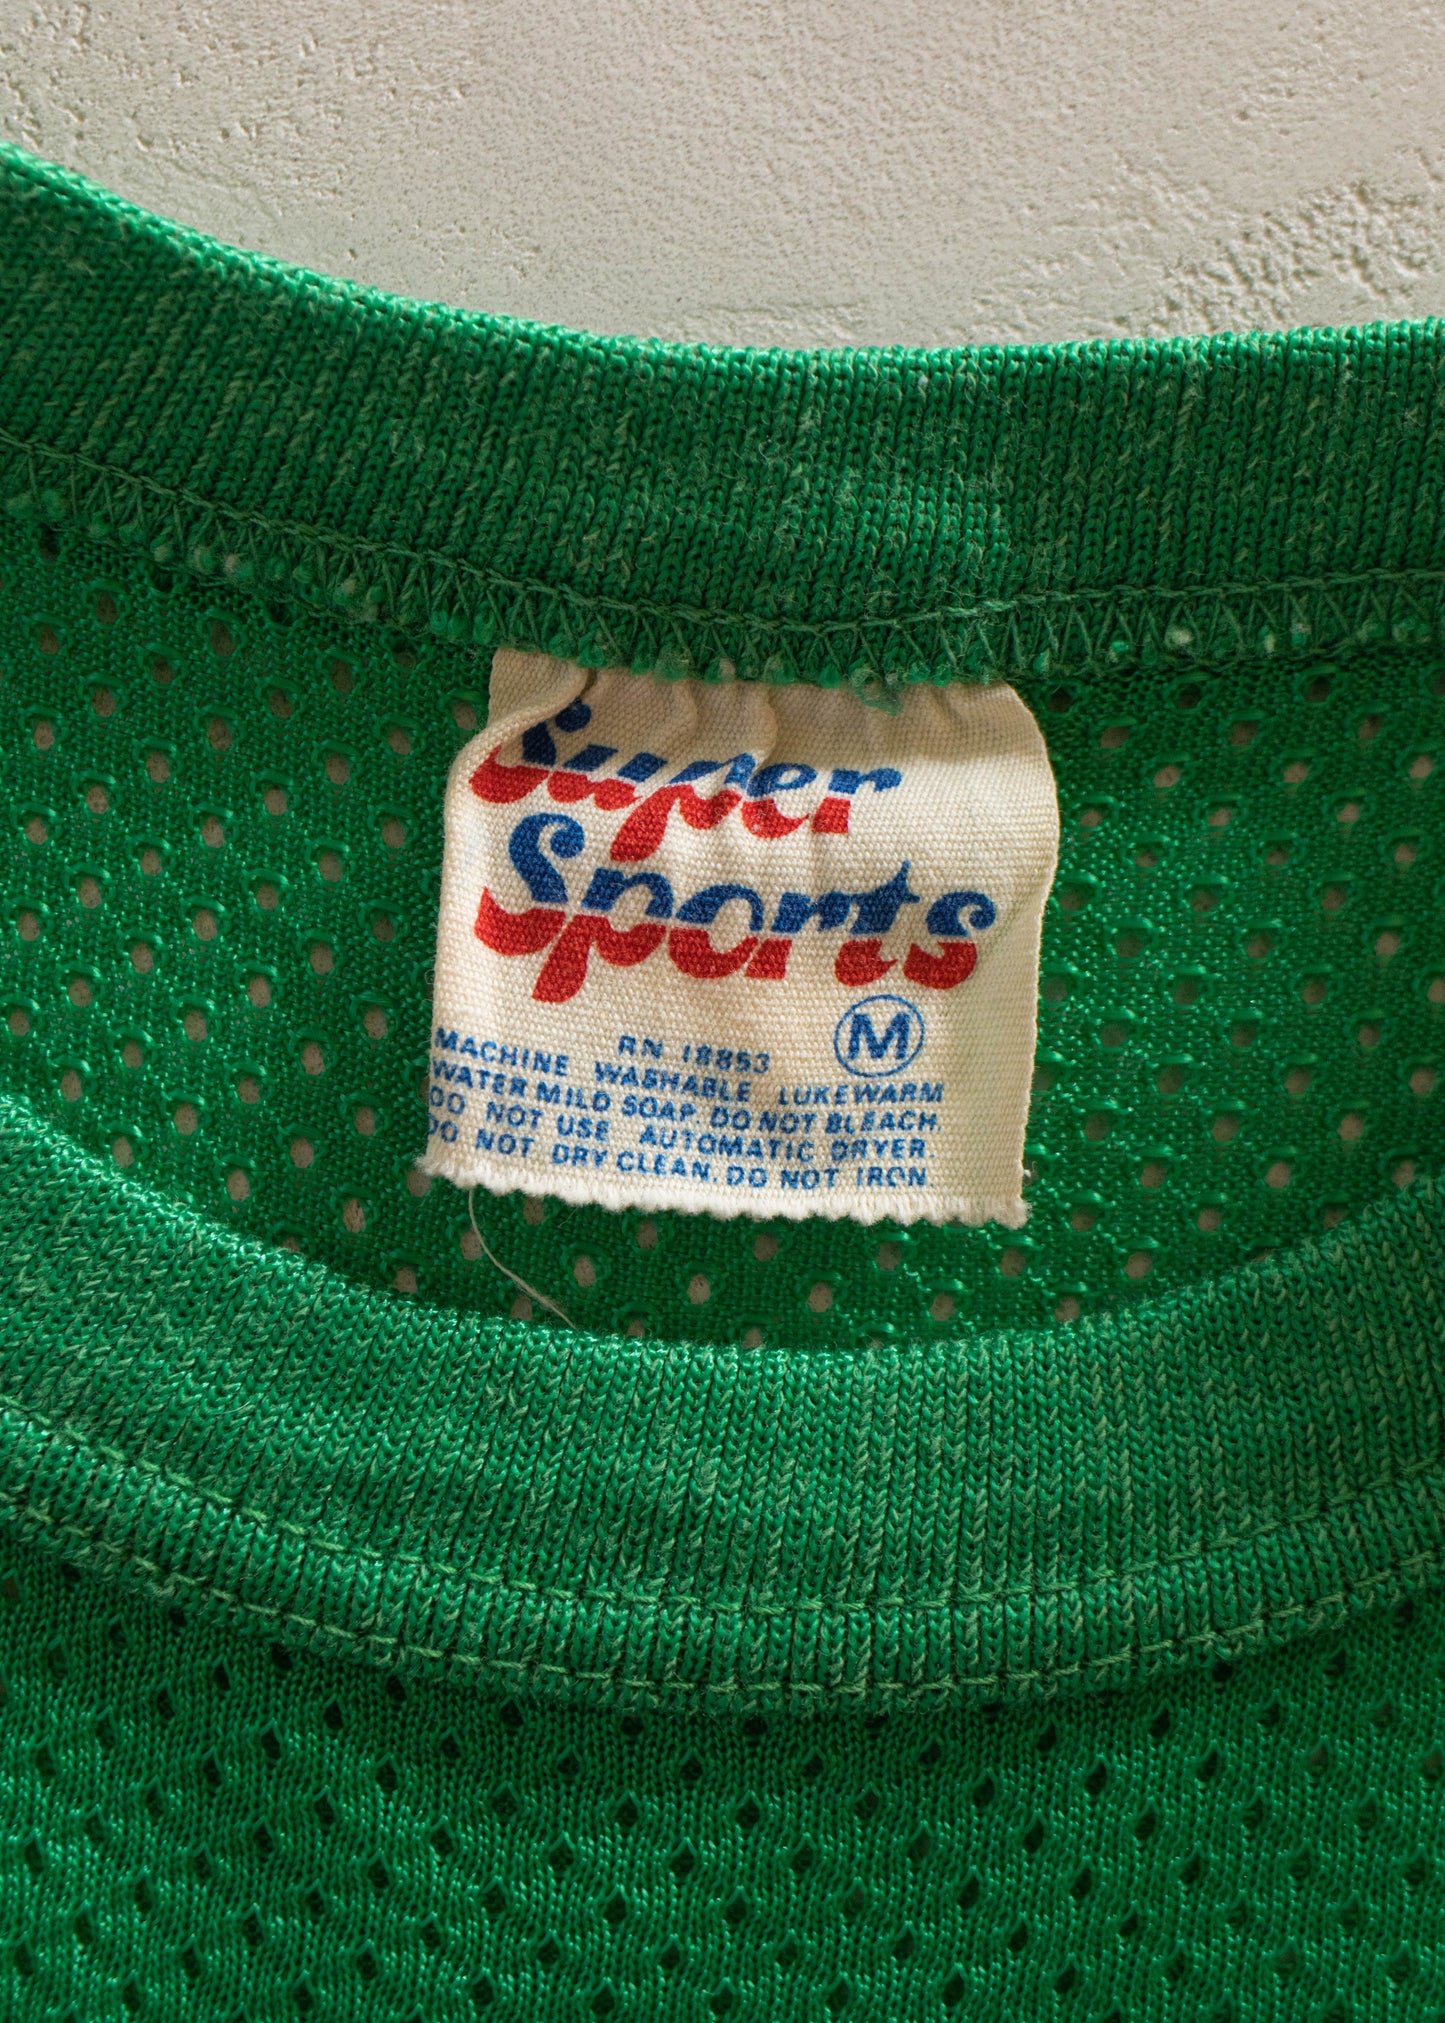 Super
Sports
M
RN 18853
MACHINE WASHABLE LUKEWARM
WATER MILD SOAP. DO NOT BLEACH.
DO NOT USE AUTOMATIC DRYER.
DO NOT DRY CLEAN. DO NOT IRON